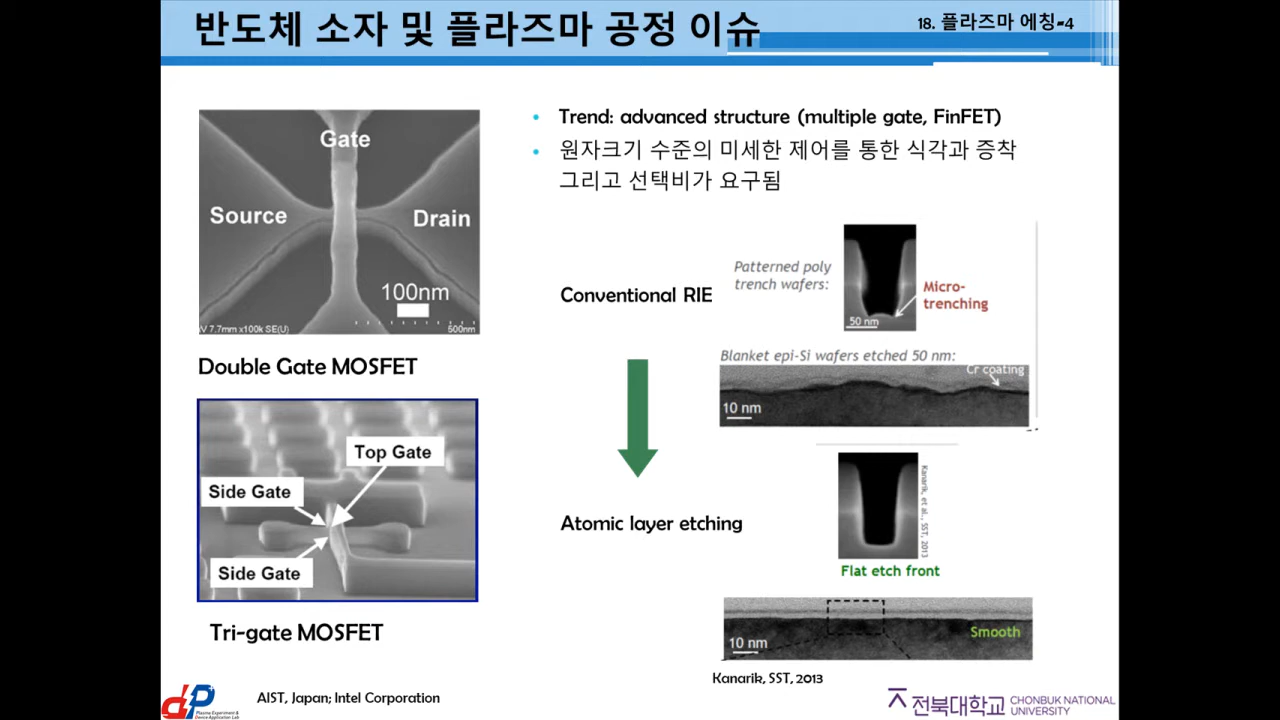 반도체 소자 및 플라즈마 공정 이슈
18. 플라즈마 에칭-4
Gate
Source
Drain
100nm
V 7.7mm x100k SE(U)
500nm
Double Gate MOSFET
Top Gate
Side Gate
Side Gate
Tri-gate MOSFET
AIST, Japan; Intel Corporation
• Trend: advanced structure (multiple gate, FinFET)
• 원자크기 수준의 미세한 제어를 통한 식각과 증착
그리고 선택비가 요구됨
Conventional RIE
Patterned poly
trench wafers:
50 nm
Micro-
trenching
Blanket epi-Si wafers etched 50 nm:
Cr coating
10 nm
Atomic layer etching
Kanarik, et al., SST, 2013
Flat etch front
10 nm
Smooth
Kanarik, SST, 2013
dP
Plasma Experiment &
Device Application Lab
전북대학교
CHONBUK NATIONAL
UNIVERSITY